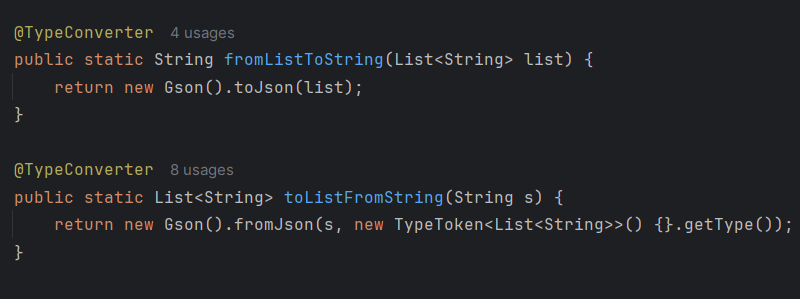 @TypeConverter 4 usages
public static String fromListToString(List<String> list) {
    return new Gson().toJson(list);
}
@TypeConverter 8 usages
public static List<String> toListFromString(String s) {
    return new Gson().fromJson(s, new TypeToken<List<String>>() {}.getType());
}